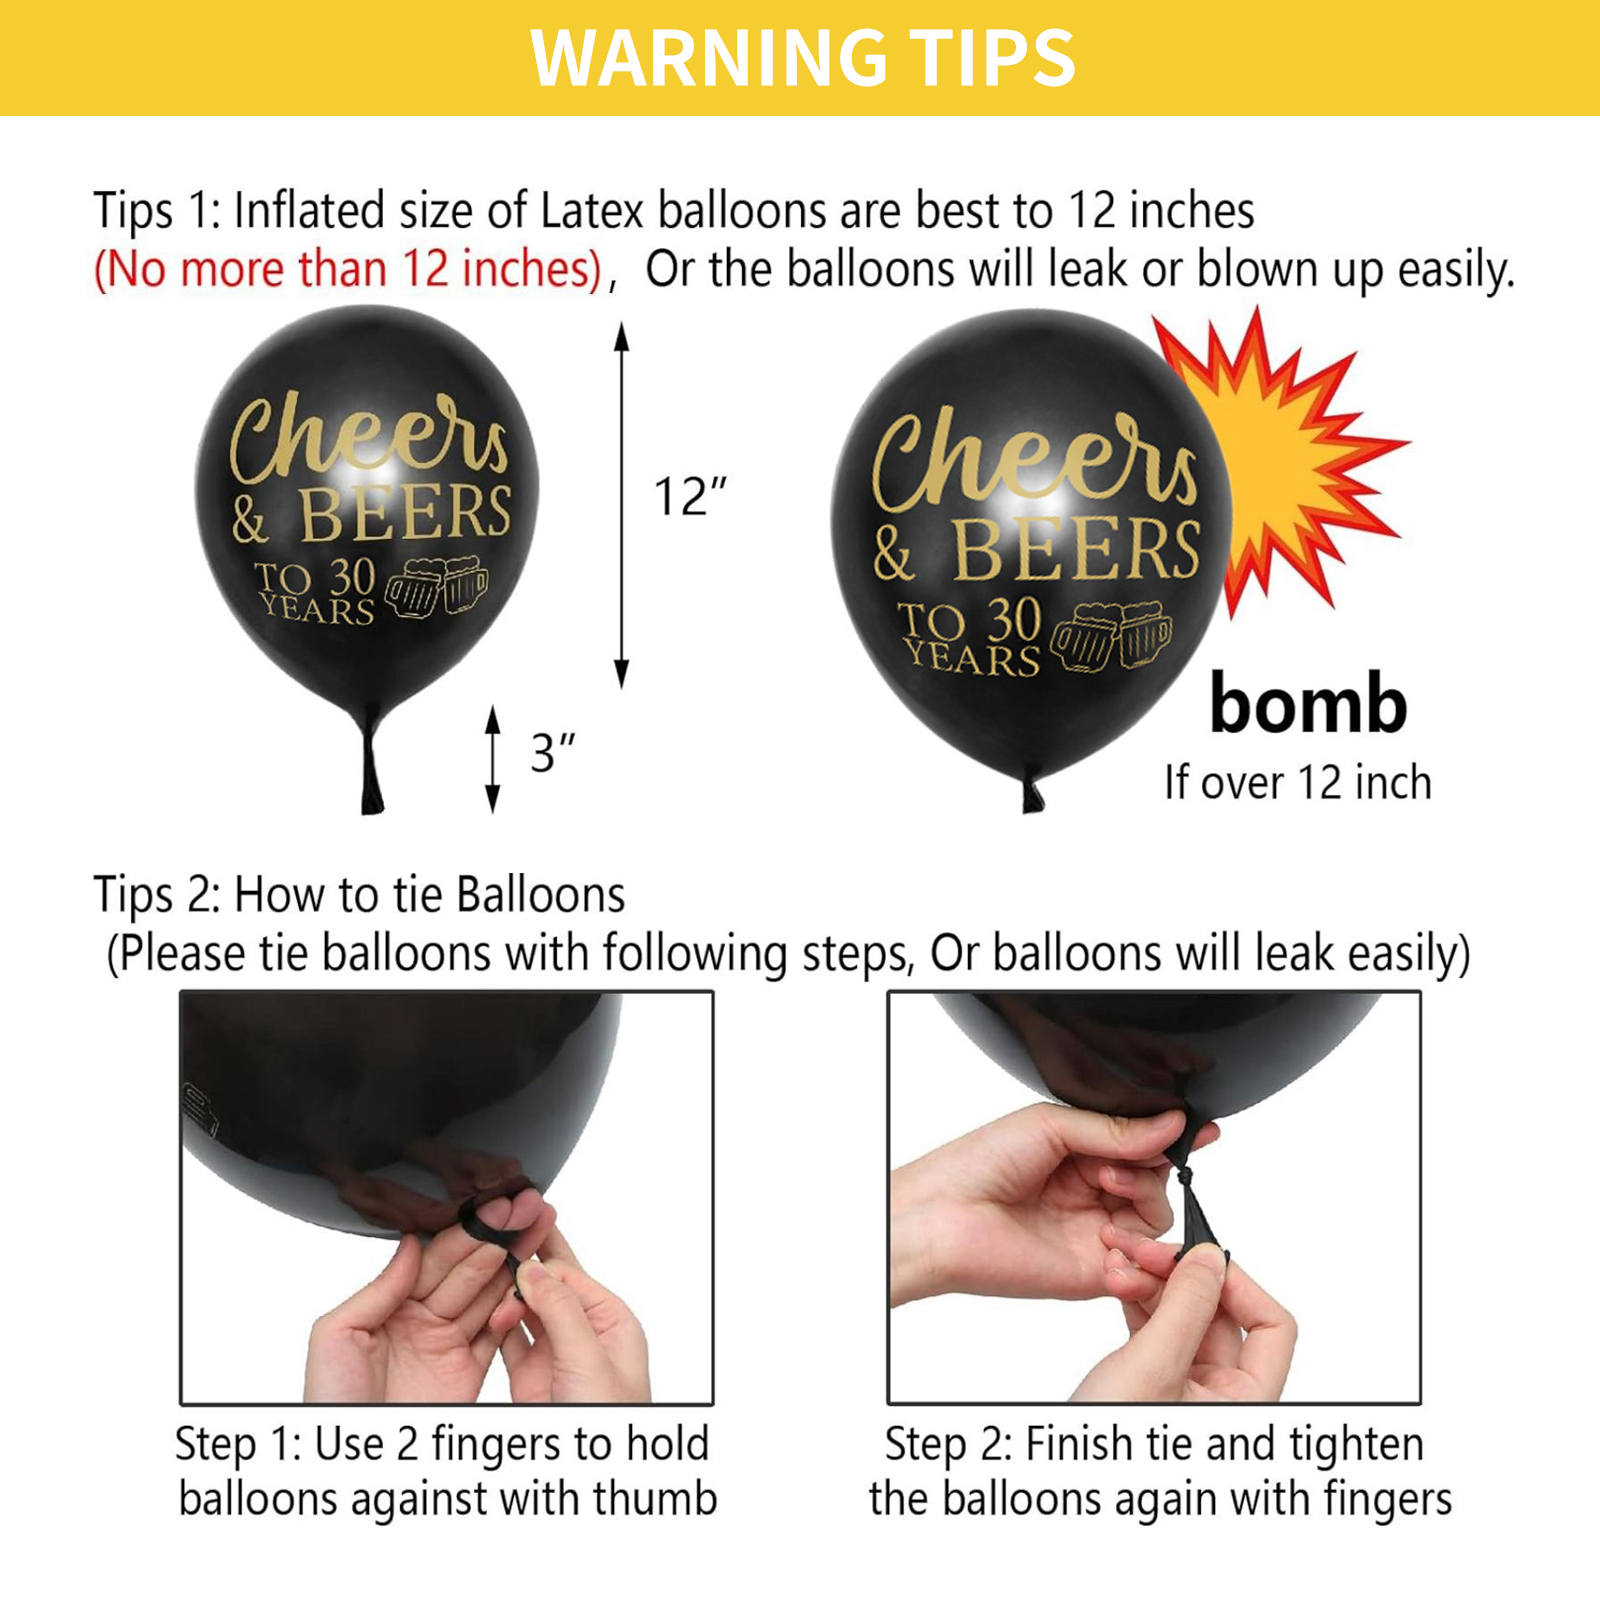 WARNING TIPS
Tips 1: Inflated size of Latex balloons are best to 12 inches
(No more than 12 inches), Or the balloons will leak or blown up easily.
Cheers
& BEERS
TO 30
YEARS
12"
3"
Cheers
& BEERS
TO 30
YEARS
bomb
If over 12 inch
Tips 2: How to tie Balloons
(Please tie balloons with following steps, Or balloons will leak easily)
Step 1: Use 2 fingers to hold
balloons against with thumb
Step 2: Finish tie and tighten
the balloons again with fingers